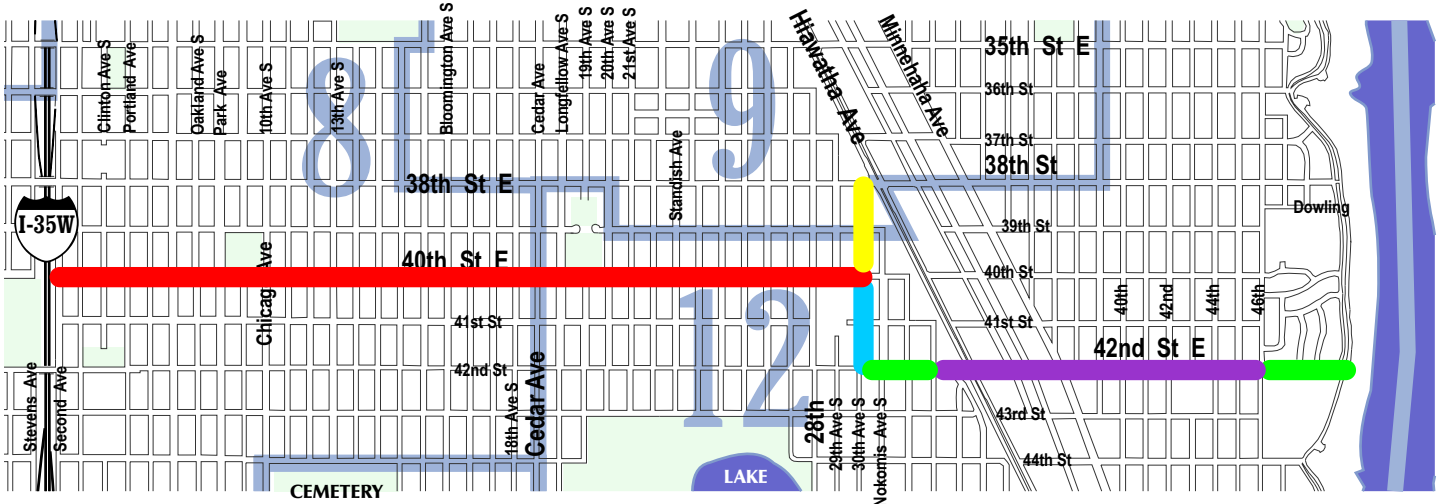 Clinton Ave S
Portland Ave
Oakland Ave S
Park Ave
10th Ave S
13th Ave S
8
Bloomington Ave S
Cedar Ave
Longfellow Ave S
19th Ave S
20th Ave S
21st Ave S
9
Hiawatha Ave
Minnehaha Ave
35th St E
36th St
37th St
38th St
38th St E
Standish Ave
I-35W
39th St
Dowling
Chicag Ave
40th St E
40th St
12
41st St
41st St
40th
42nd
44th
46th
42nd St E
42nd St
Stevens Ave
Second Ave
18th Ave S
Cedar Ave
28th
29th Ave S
30th Ave S
Nokomis Ave S
43rd St
44th St
LAKE
CEMETERY